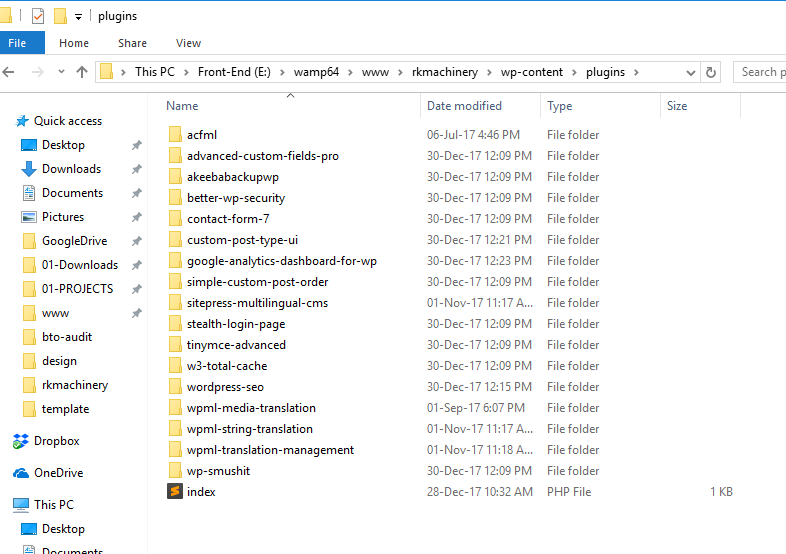 plugins
File Home Share View
This PC Front-End (E:) wamp64 www rkmachinery wp-content plugins Search p
Name Date modified Type Size
Quick access
Desktop
Downloads
Documents
Pictures
GoogleDrive
01-Downloads
01-PROJECTS
www
bto-audit
design
rkmachinery
template
Dropbox
OneDrive
This PC
Desktop
Documents
acfml 06-Jul-17 4:46 PM File folder
advanced-custom-fields-pro 30-Dec-17 12:09 PM File folder
akeebabackupwp 30-Dec-17 12:09 PM File folder
better-wp-security 30-Dec-17 12:09 PM File folder
contact-form-7 30-Dec-17 12:09 PM File folder
custom-post-type-ui 30-Dec-17 12:21 PM File folder
google-analytics-dashboard-for-wp 30-Dec-17 12:23 PM File folder
simple-custom-post-order 30-Dec-17 12:09 PM File folder
sitepress-multilingual-cms 01-Nov-17 11:17 A... File folder
stealth-login-page 30-Dec-17 12:09 PM File folder
tinymce-advanced 30-Dec-17 12:09 PM File folder
w3-total-cache 30-Dec-17 12:09 PM File folder
wordpress-seo 30-Dec-17 12:15 PM File folder
wpml-media-translation 01-Sep-17 6:07 PM File folder
wpml-string-translation 01-Nov-17 11:17 A... File folder
wpml-translation-management 01-Nov-17 11:18 A... File folder
wp-smushit 30-Dec-17 12:09 PM File folder
index 28-Dec-17 10:32 AM PHP File 1 KB